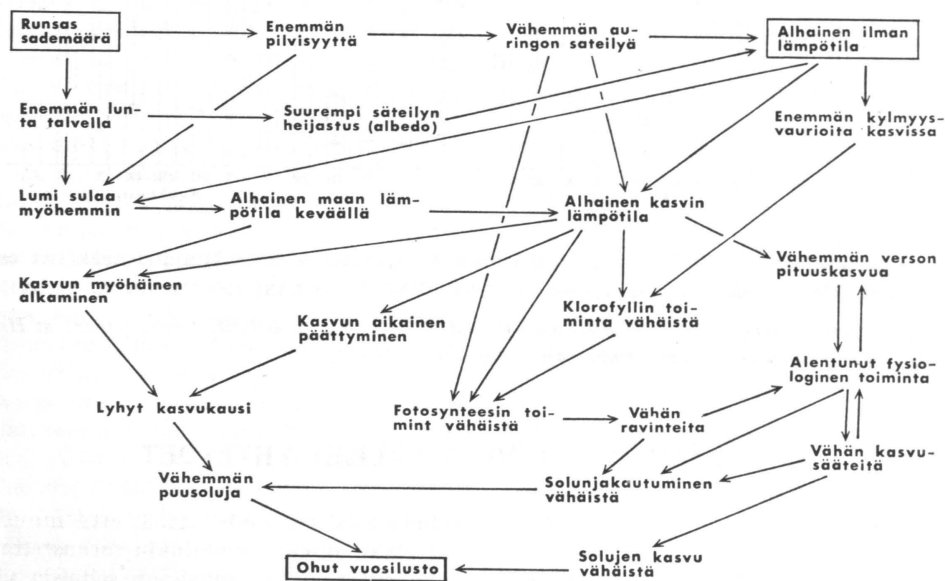 Runsas
sademäärä
Enemmän
pilvisyyttä
Vähemmän au-
ringon sateilyä
Alhainen ilman
lämpötila
Enemmän lun-
ta talvella
Suurempi säteilyn
heijastus (albedo)
Enemmän kylmyys-
vaurioita kasvissa
Lumi sulaa
myöhemmin
Alhainen maan läm-
pötila keväällä
Alhainen kasvin
lämpötila
Vähemmän verson
pituuskasvua
Kasvun myöhäinen
alkaminen
Kasvun aikainen
päättyminen
Klorofyllin toi-
minta vähäistä
Alentunut fysio-
loginen toiminta
Lyhyt kasvukausi
Fotosynteesin toi-
mint vähäistä
Vähän
ravinteita
Vähän kasvu-
sääteitä
Vähemmän
puusoluja
Solunjakautuminen
vähäistä
Ohut vuosilusto
Solujen kasvu
vähäistä